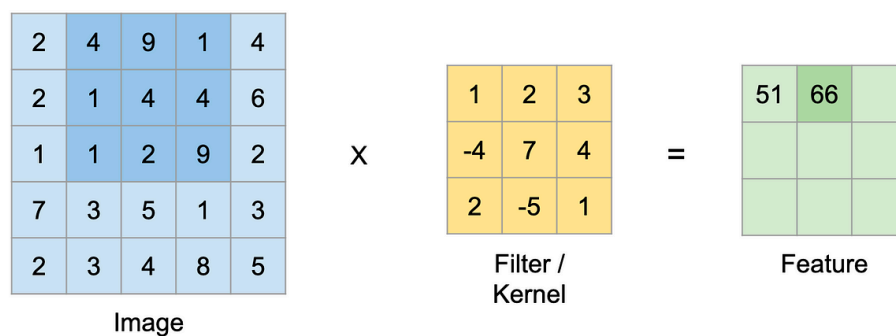 2 4 9 1 4
2 1 4 4 6
1 1 2 9 2
7 3 5 1 3
2 3 4 8 5
Image
x
1 2 3
-4 7 4
2 -5 1
Filter /
Kernel
=
51 66
Feature